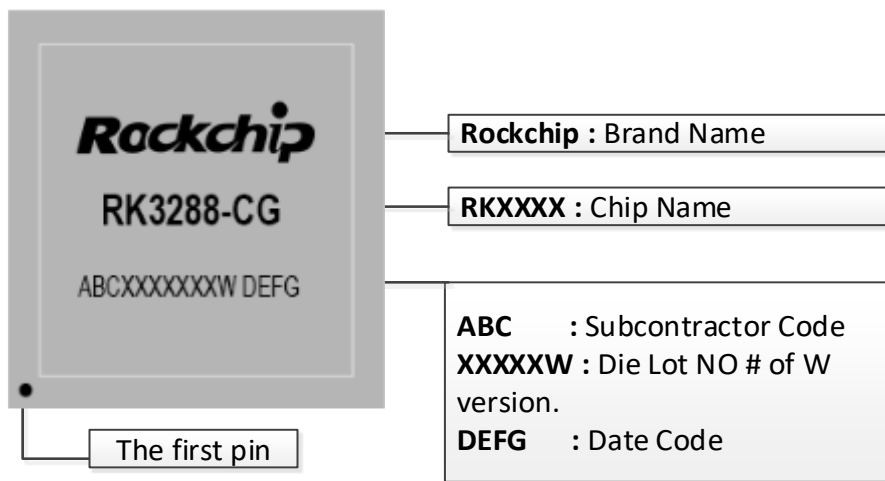 Rockchip
RK3288-CG
ABCXXXXXXXW DEFG
The first pin
Rockchip : Brand Name
RKXXXX : Chip Name
ABC : Subcontractor Code
XXXXXW : Die Lot NO # of W
version.
DEFG : Date Code